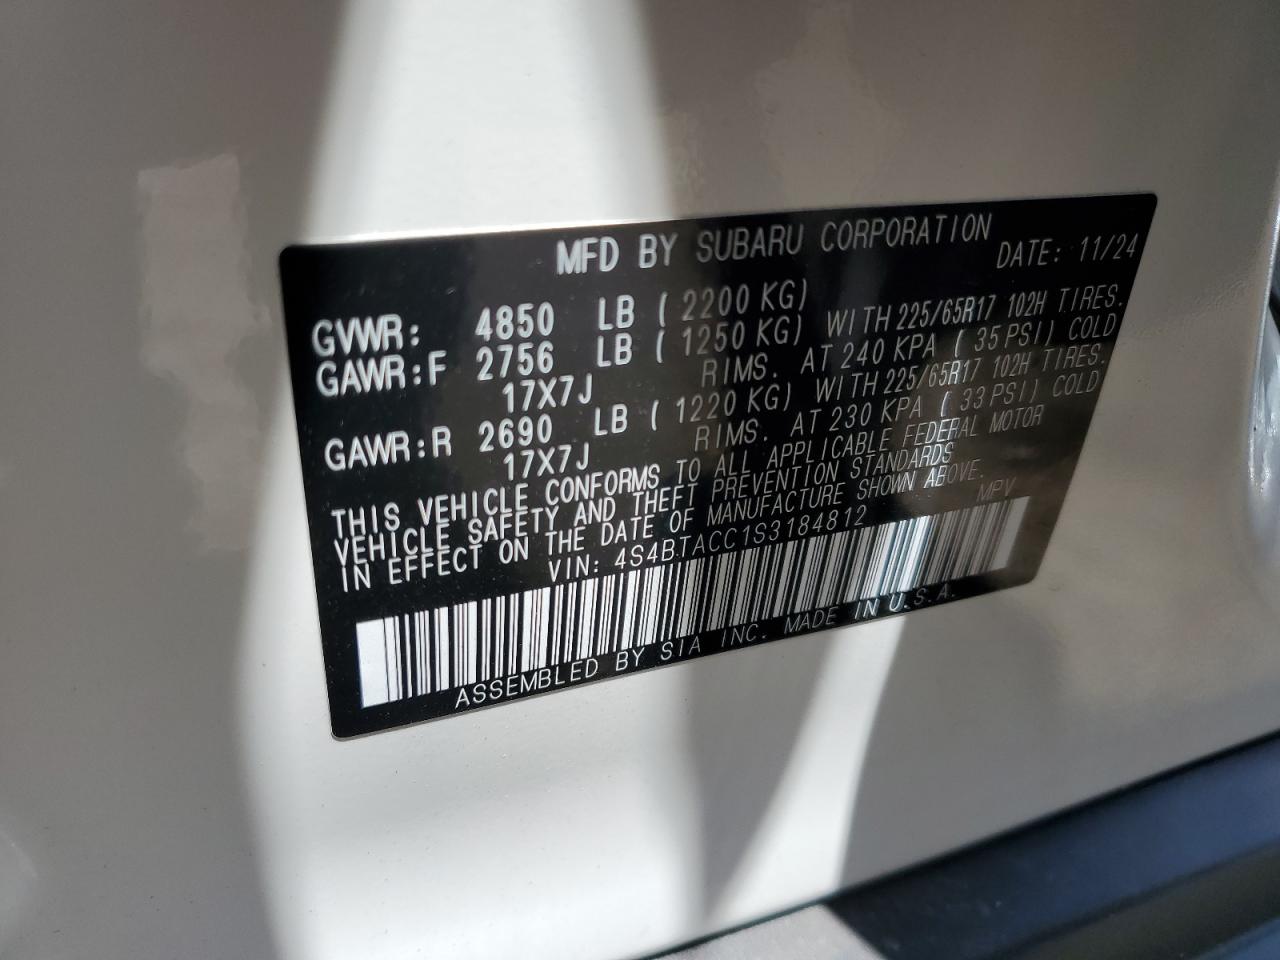 MFD BY SUBARU CORPORATION
DATE: 11/24
GVWR: 4850 LB ( 2200 KG)
GAWR:F 2756 LB ( 1250 KG) WITH 225/65R17 102H TIRES.
17X7J RIMS. AT 240 KPA ( 35 PSI) COLD
GAWR:R 2690 LB ( 1220 KG) WITH 225/65R17 102H TIRES.
17X7J RIMS. AT 230 KPA ( 33 PSI) COLD
THIS VEHICLE CONFORMS TO ALL APPLICABLE FEDERAL MOTOR
VEHICLE SAFETY AND THEFT PREVENTION STANDARDS
IN EFFECT ON THE DATE OF MANUFACTURE SHOWN ABOVE.
VIN: 4S4BTACC1S3184812 MPV
ASSEMBLED BY SIA INC. MADE IN U.S.A.